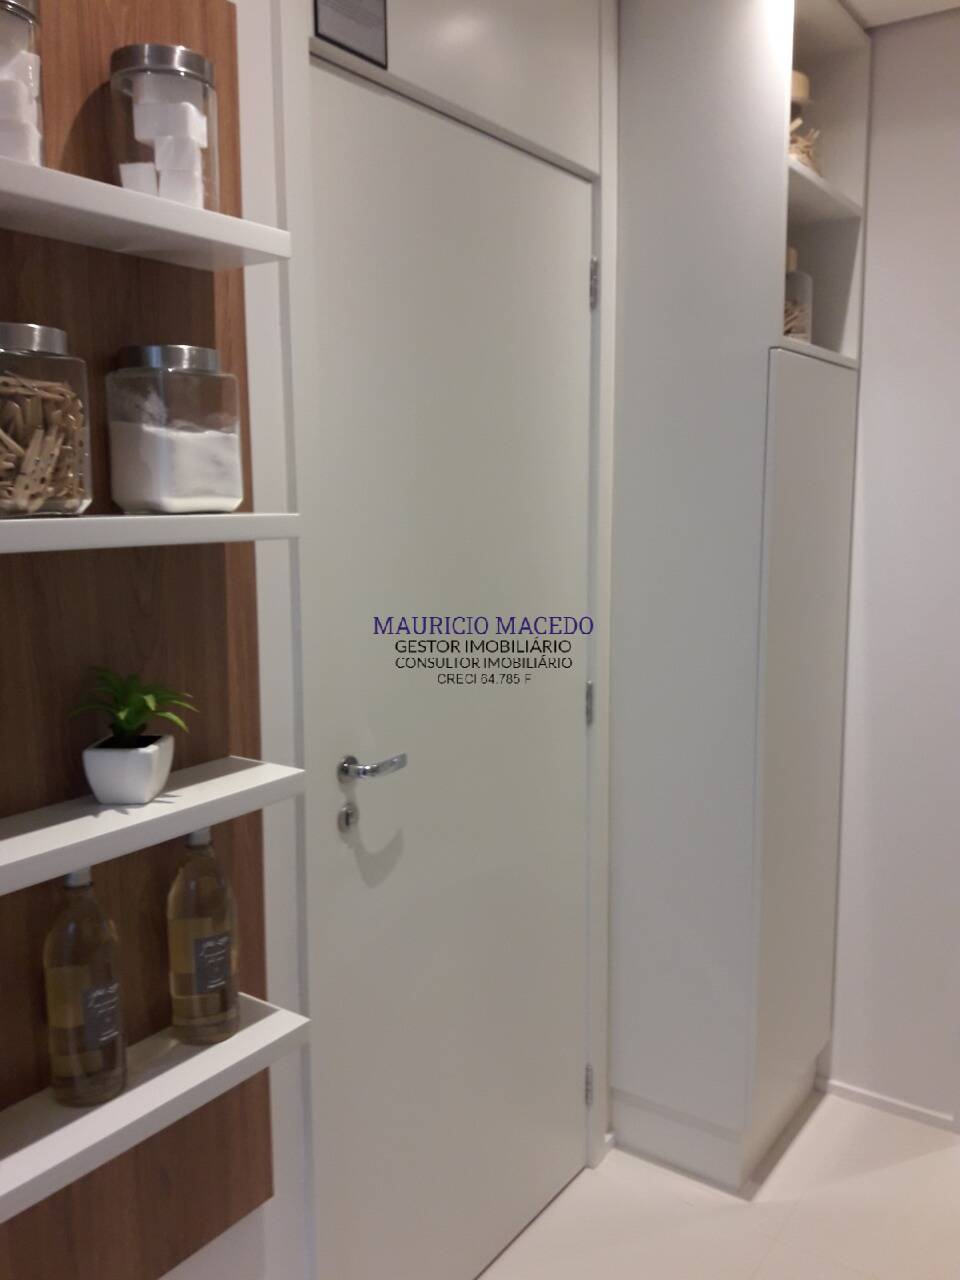 MAURICIO MACEDO
GESTOR IMOBILIÁRIO
CONSULTOR IMOBILIÁRIO
CRECI 64.785 F